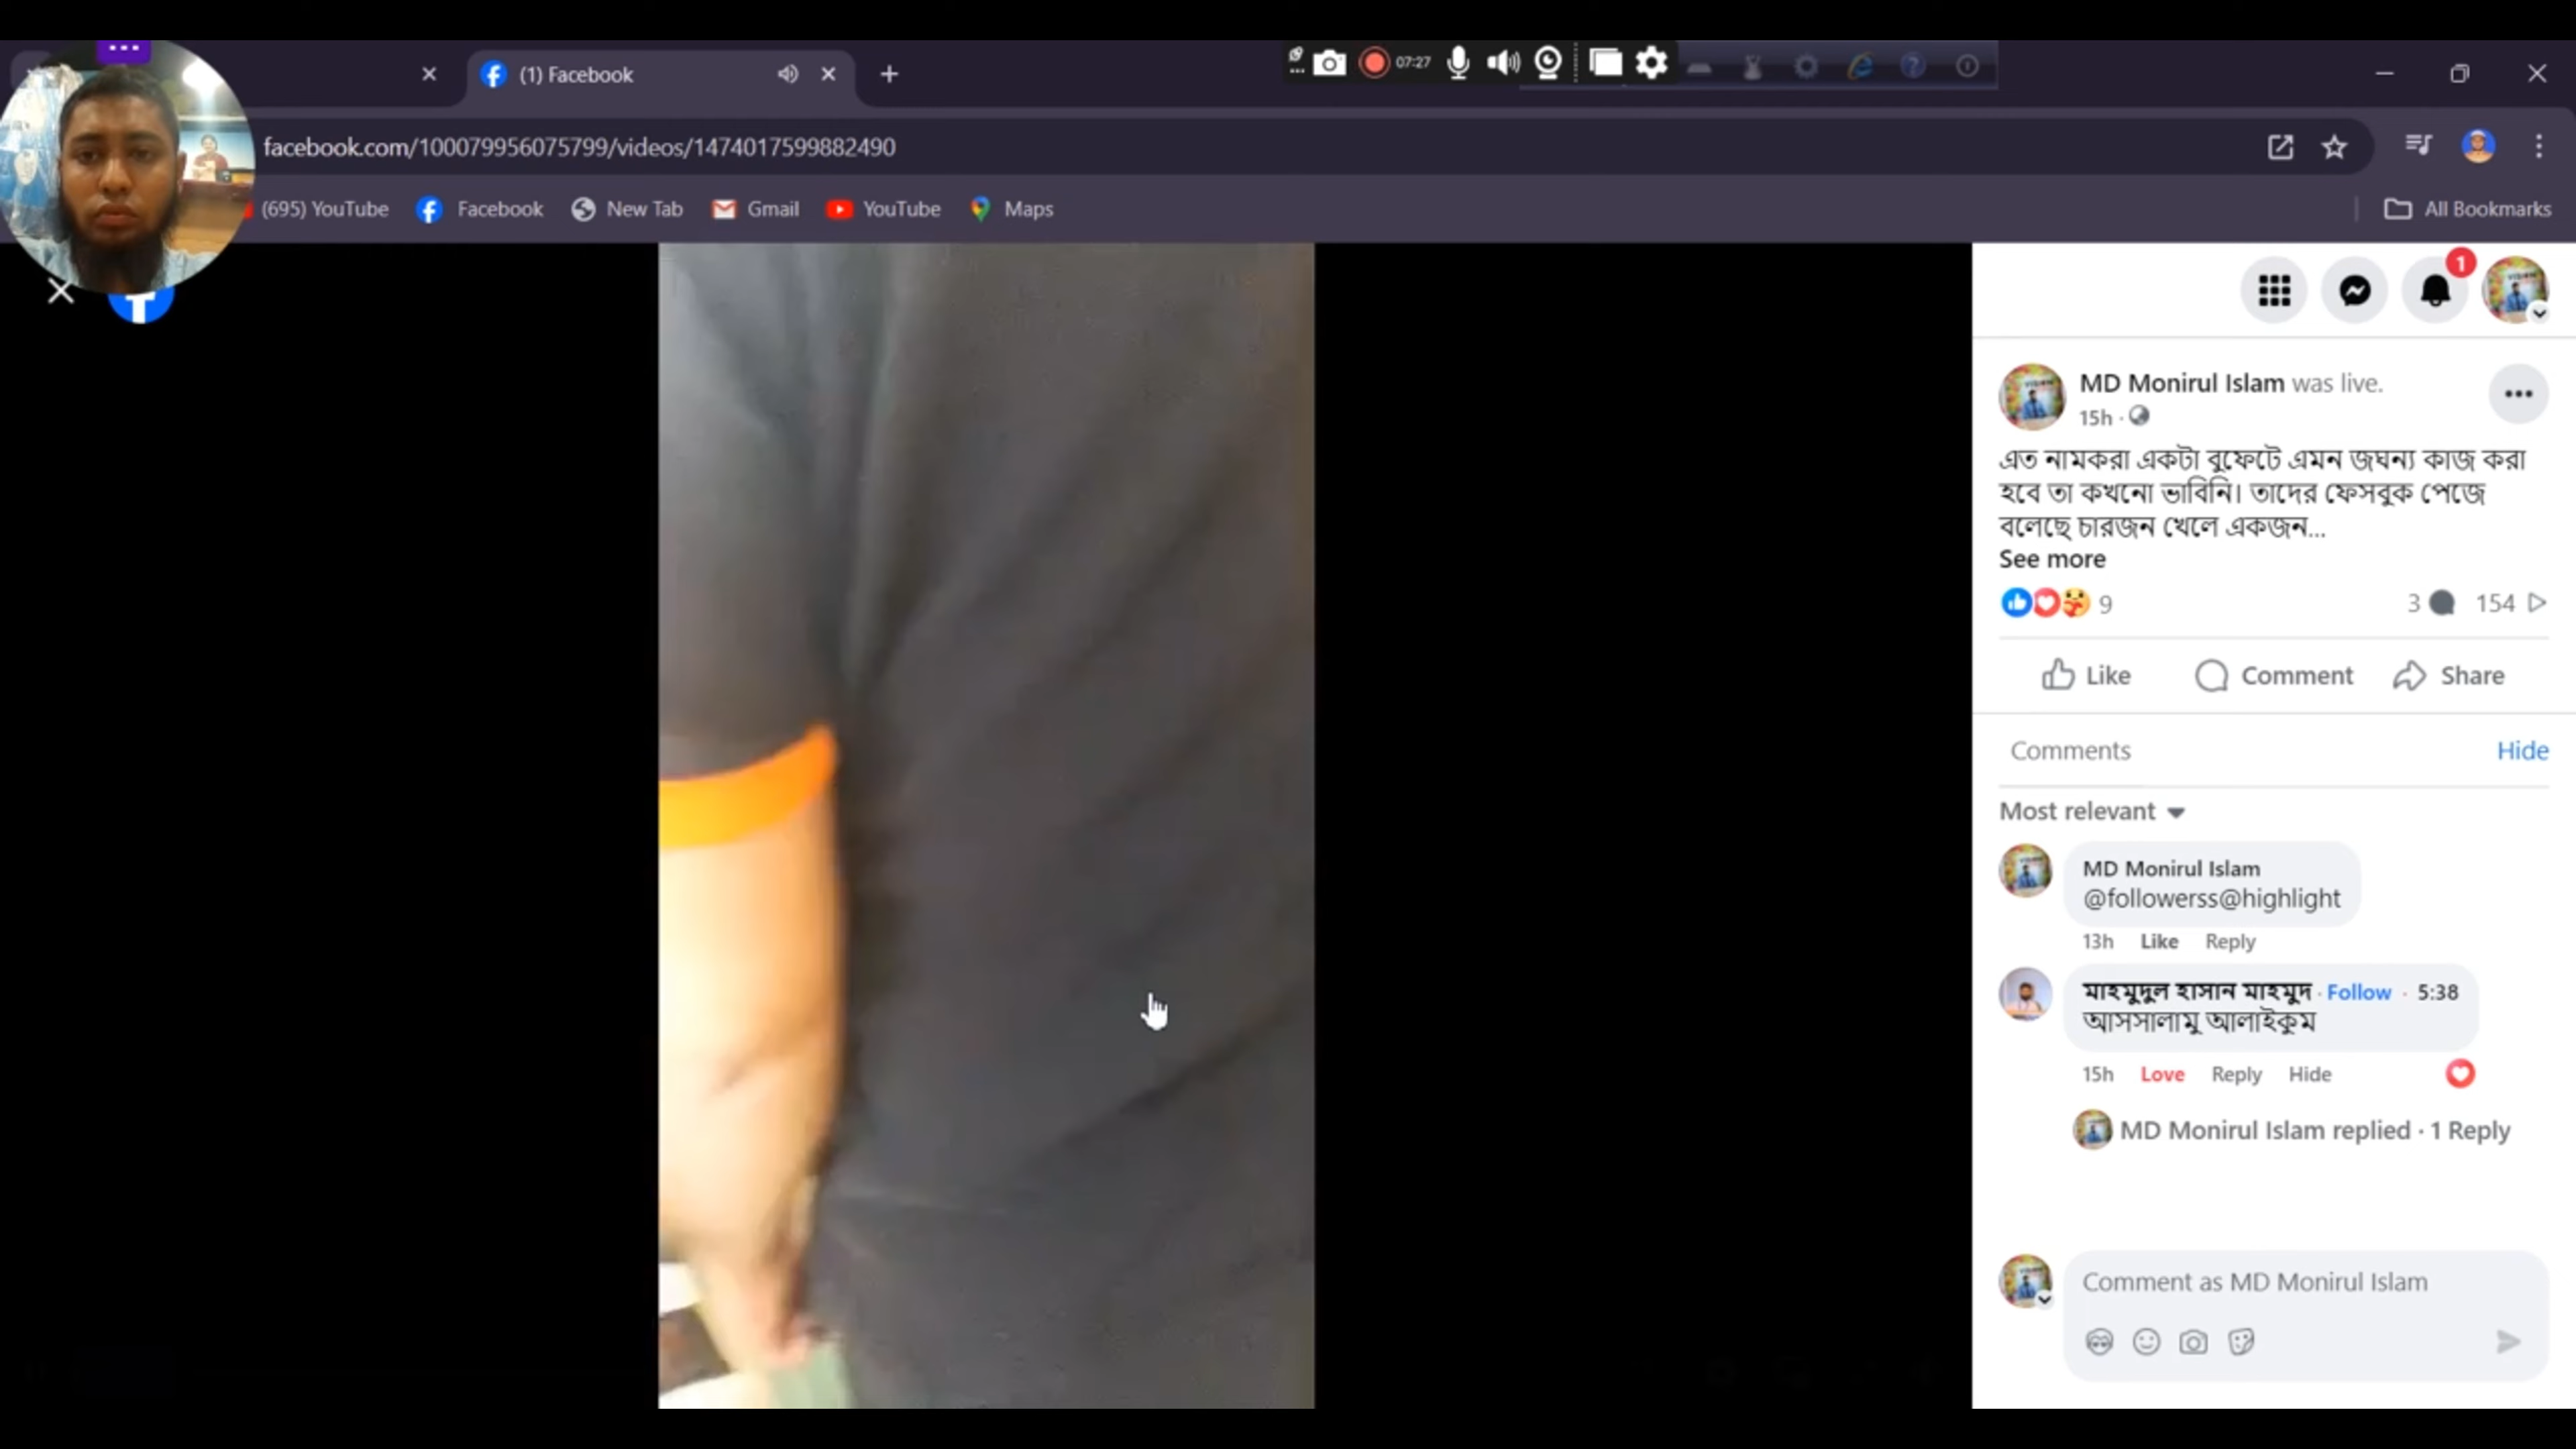 (1) Facebook
07:27
facebook.com/100079956075799/videos/1474017599882490
(695) YouTube
Facebook
New Tab
Gmail
YouTube
Maps
All Bookmarks
1
MD Monirul Islam was live.
15h ·
এত নামকরা একটা বুফেটে এমন জঘন্য কাজ করা
হবে তা কখনো ভাবিনি। তাদের ফেসবুক পেজে
বলেছে চারজন খেলে একজন...
See more
9
3
154
Like
Comment
Share
Comments
Hide
Most relevant
MD Monirul Islam
@followerss@highlight
13h Like Reply
মাহমুদুল হাসান মাহমুদ · Follow · 5:38
আসসালামু আলাইকুম
15h Love Reply Hide
MD Monirul Islam replied · 1 Reply
Comment as MD Monirul Islam